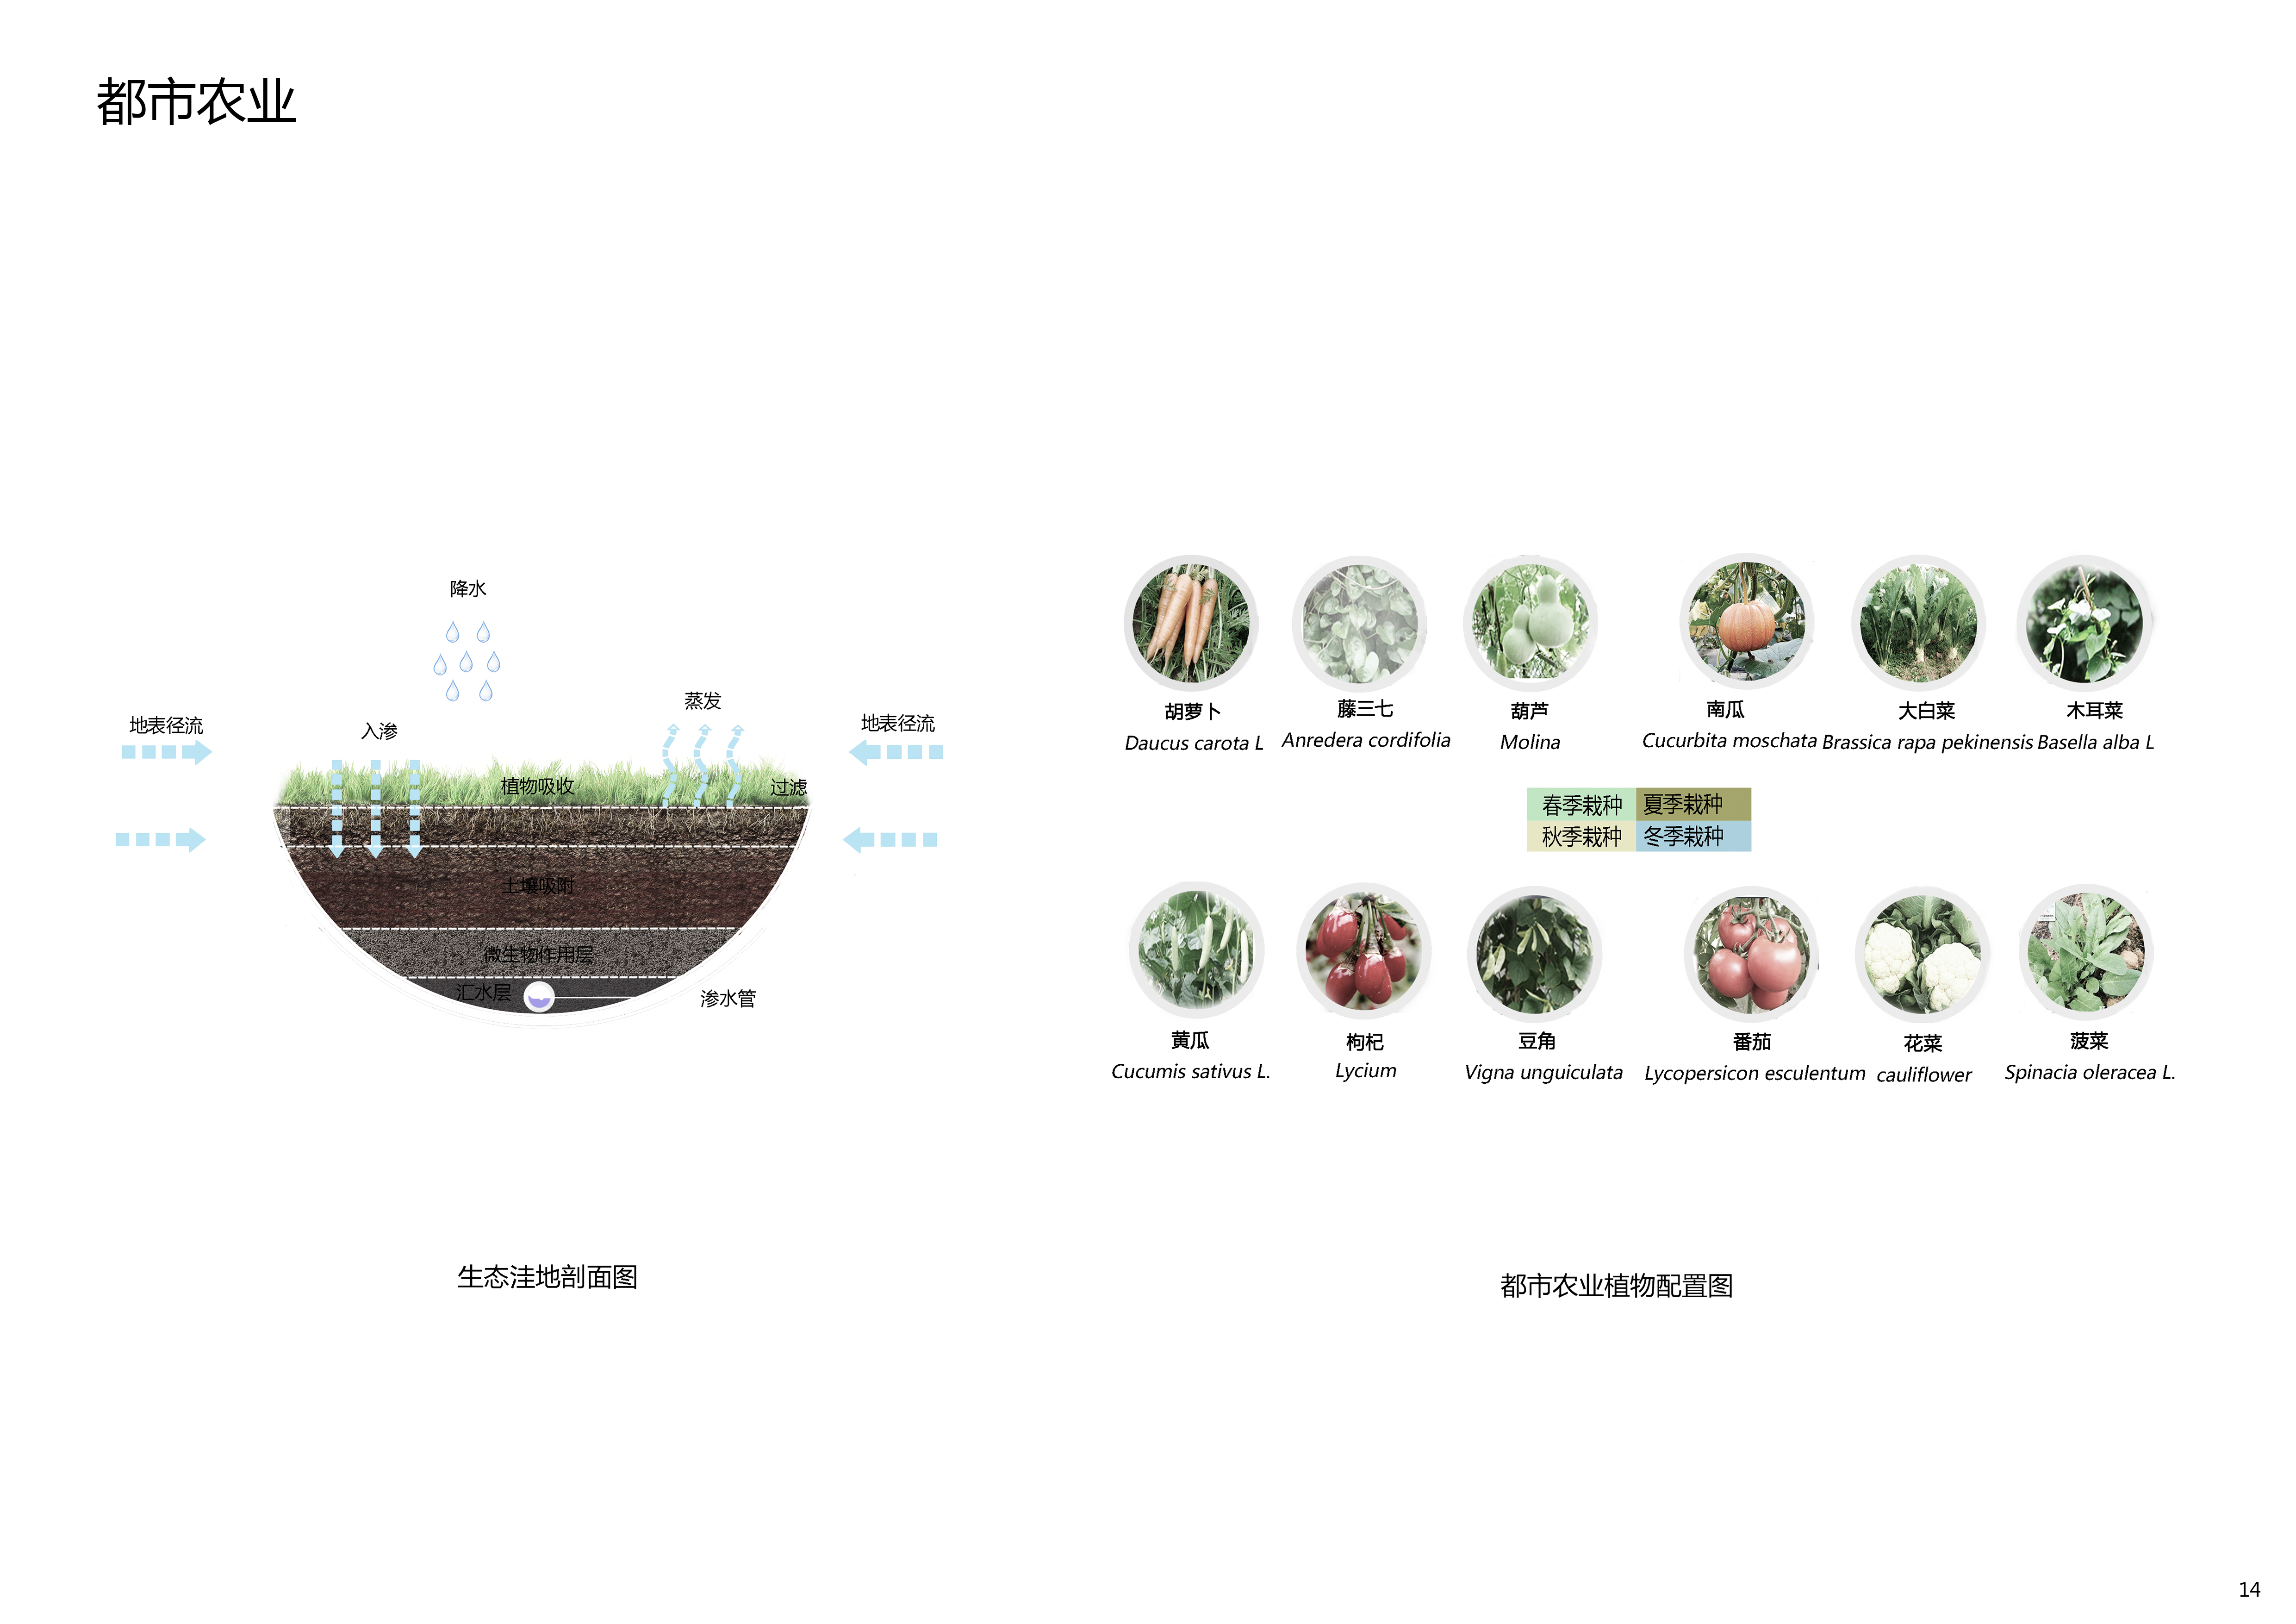 都市农业
降水
蒸发
地表径流
入渗
地表径流
植物吸收
过滤
土壤吸附
微生物作用层
汇水层
渗水管
生态洼地剖面图
胡萝卜
Daucus carota L
藤三七
Anredera cordifolia
葫芦
Molina
南瓜
Cucurbita moschata
大白菜
Brassica rapa pekinensis
木耳菜
Basella alba L
春季栽种
夏季栽种
秋季栽种
冬季栽种
黄瓜
Cucumis sativus L.
枸杞
Lycium
豆角
Vigna unguiculata
番茄
Lycopersicon esculentum
花菜
cauliflower
菠菜
Spinacia oleracea L.
都市农业植物配置图
14